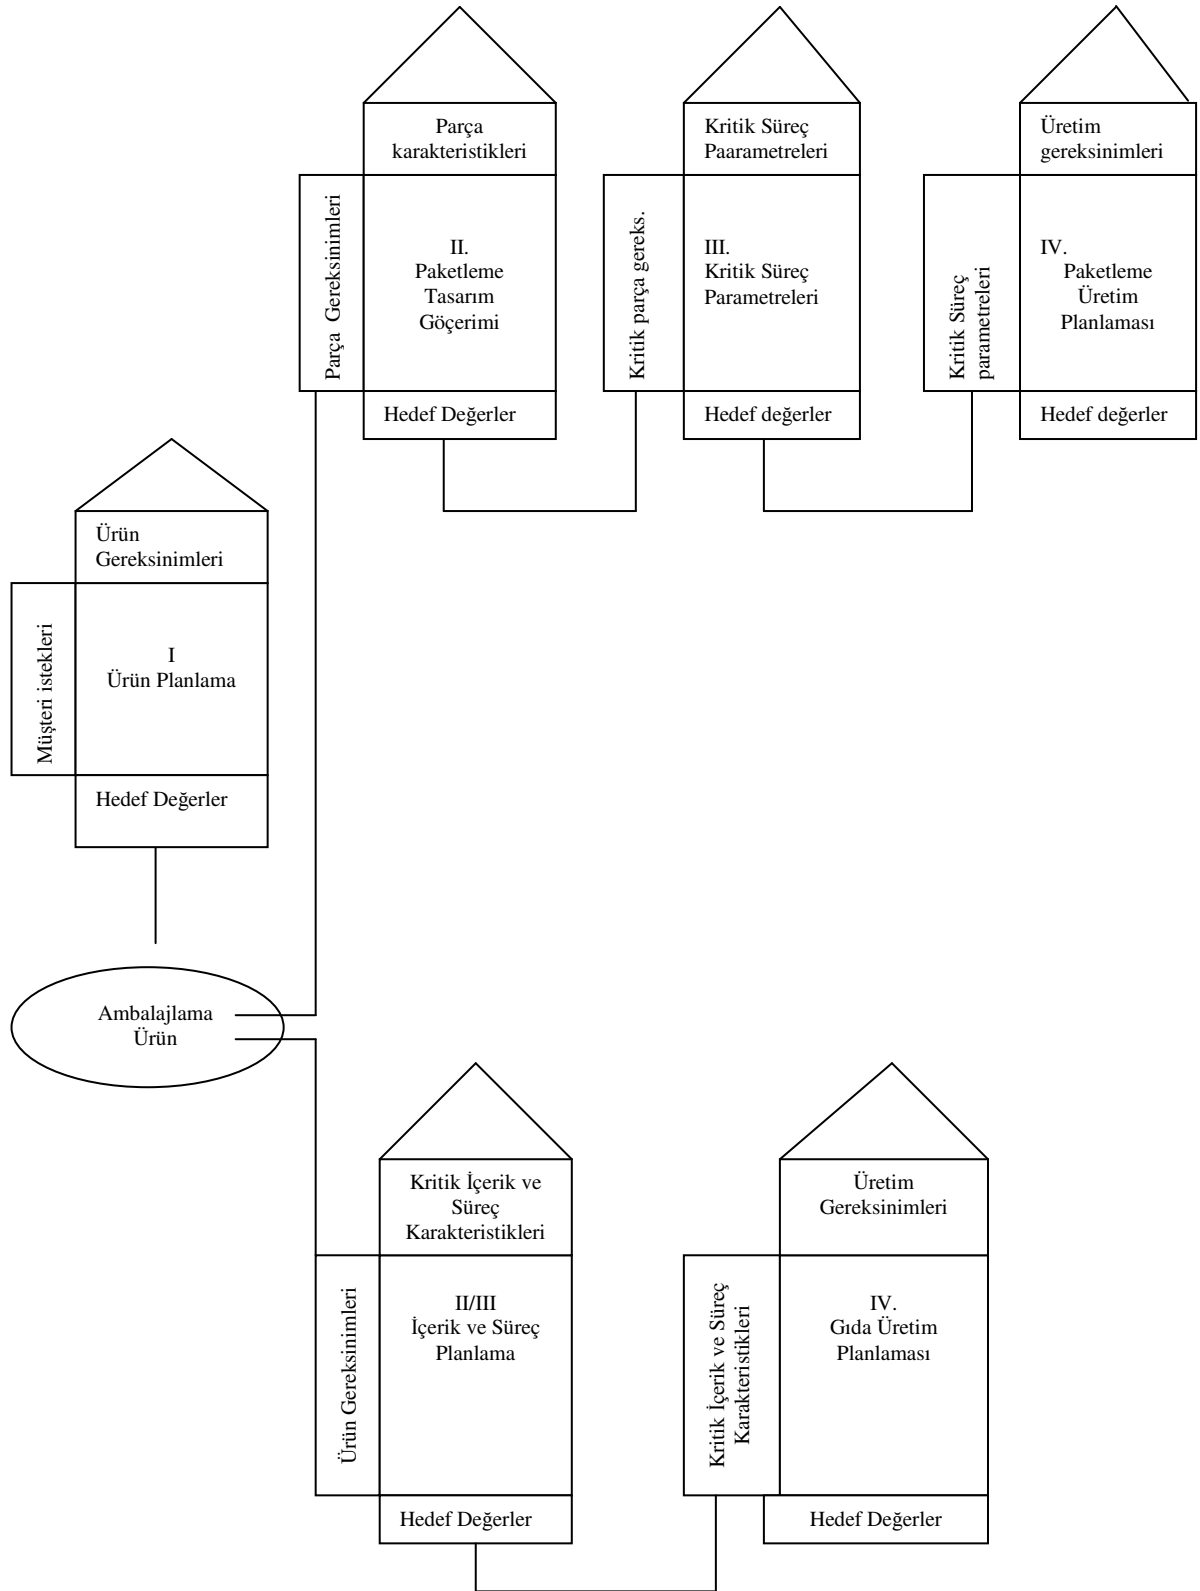 Parça
karakteristikleri
Parça Gereksinimleri
II.
Paketleme
Tasarım
Göçerimi
Hedef Değerler
Kritik Süreç
Paarametreleri
Kritik parça gereks.
III.
Kritik Süreç
Parametreleri
Hedef değerler
Üretim
gereksinimleri
Kritik Süreç
parametreleri
IV.
Paketleme
Üretim
Planlaması
Hedef değerler
Ürün
Gereksinimleri
Müşteri istekleri
I
Ürün Planlama
Hedef Değerler
Ambalajlama
Ürün
Kritik İçerik ve
Süreç
Karakteristikleri
Ürün Gereksinimleri
II/III
İçerik ve Süreç
Planlama
Hedef Değerler
Üretim
Gereksinimleri
Kritik İçerik ve Süreç
Karakteristikleri
IV.
Gıda Üretim
Planlaması
Hedef Değerler